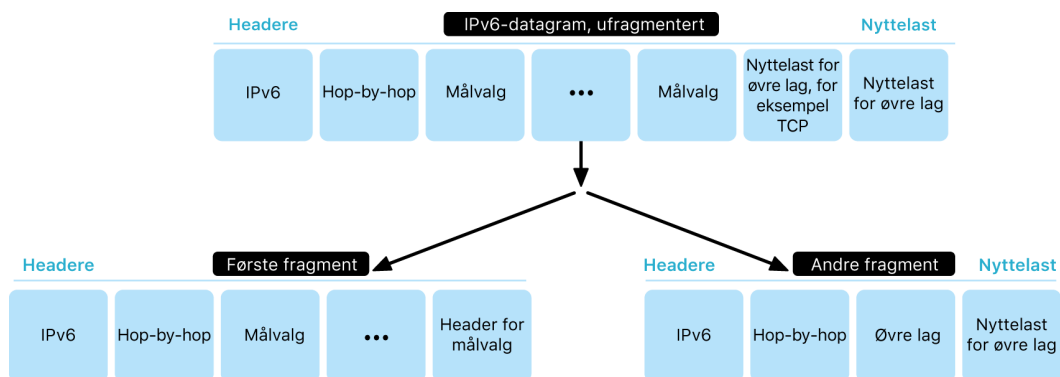 Headere
IPv6-datagram, ufragmentert
Nyttelast
IPv6
Hop-by-hop
Målvalg
•••
Målvalg
Nyttelast for
øvre lag, for
eksempel
TCP
Nyttelast
for øvre lag
Headere
Første fragment
IPv6
Hop-by-hop
Målvalg
•••
Header for
målvalg
Headere
Andre fragment
Nyttelast
IPv6
Hop-by-hop
Øvre lag
Nyttelast
for øvre lag